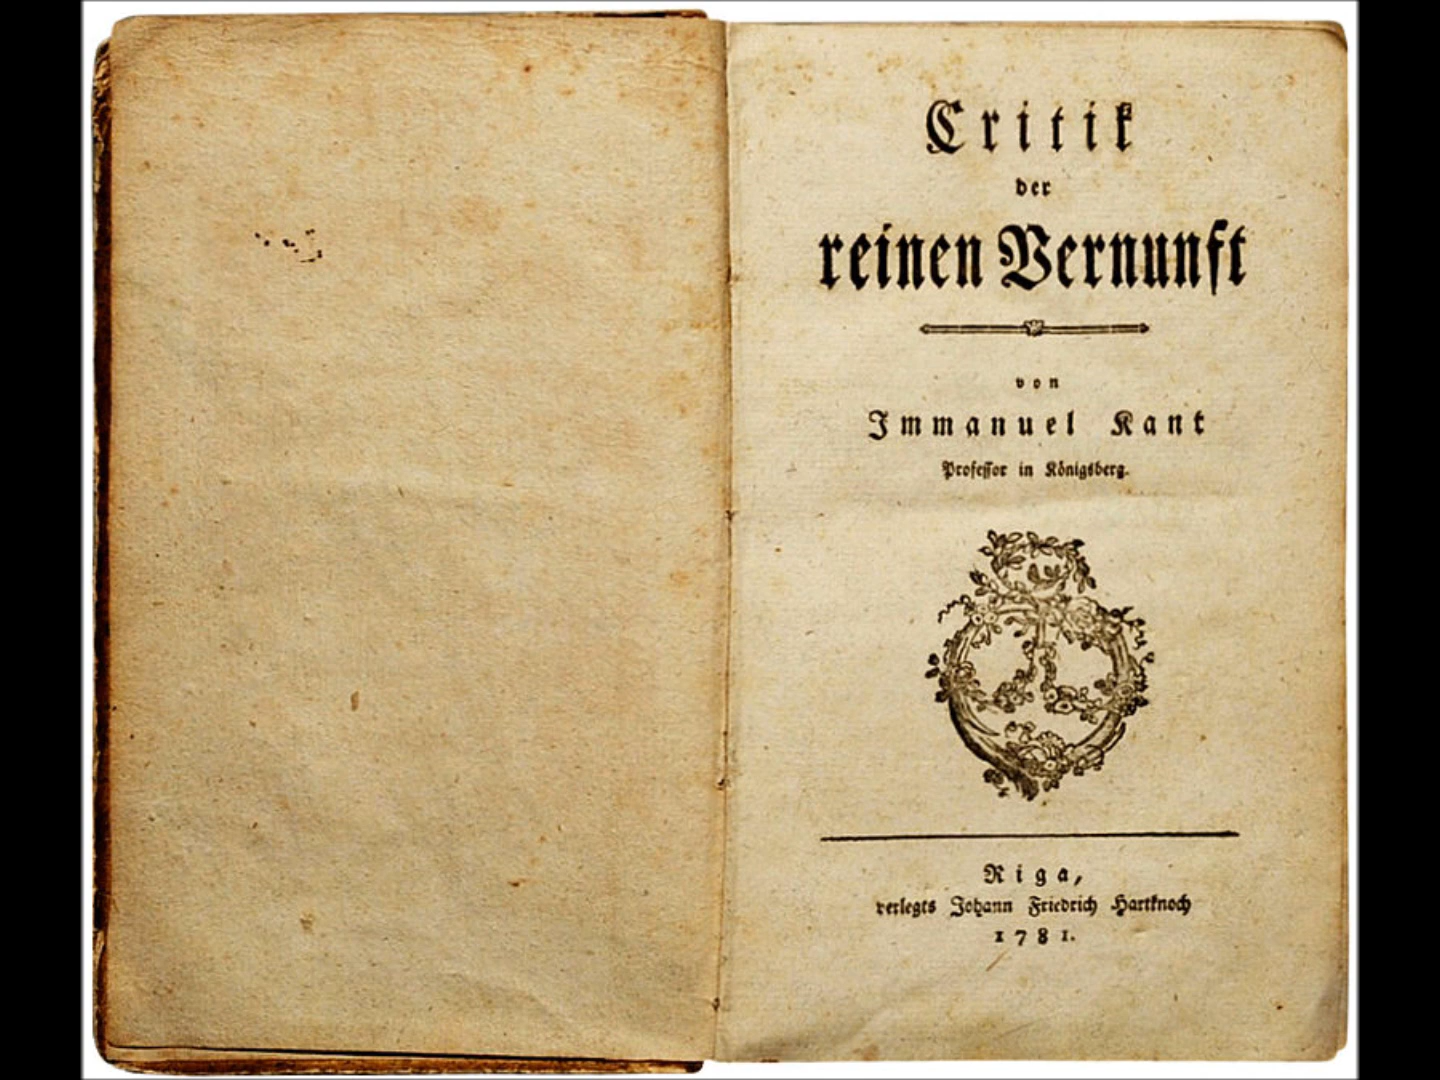 Critik
der
reinen Vernunft
von
Immanuel Kant
Professor in Königsberg.
Riga,
verlegts Johann Friedrich Hartknoch
1781.